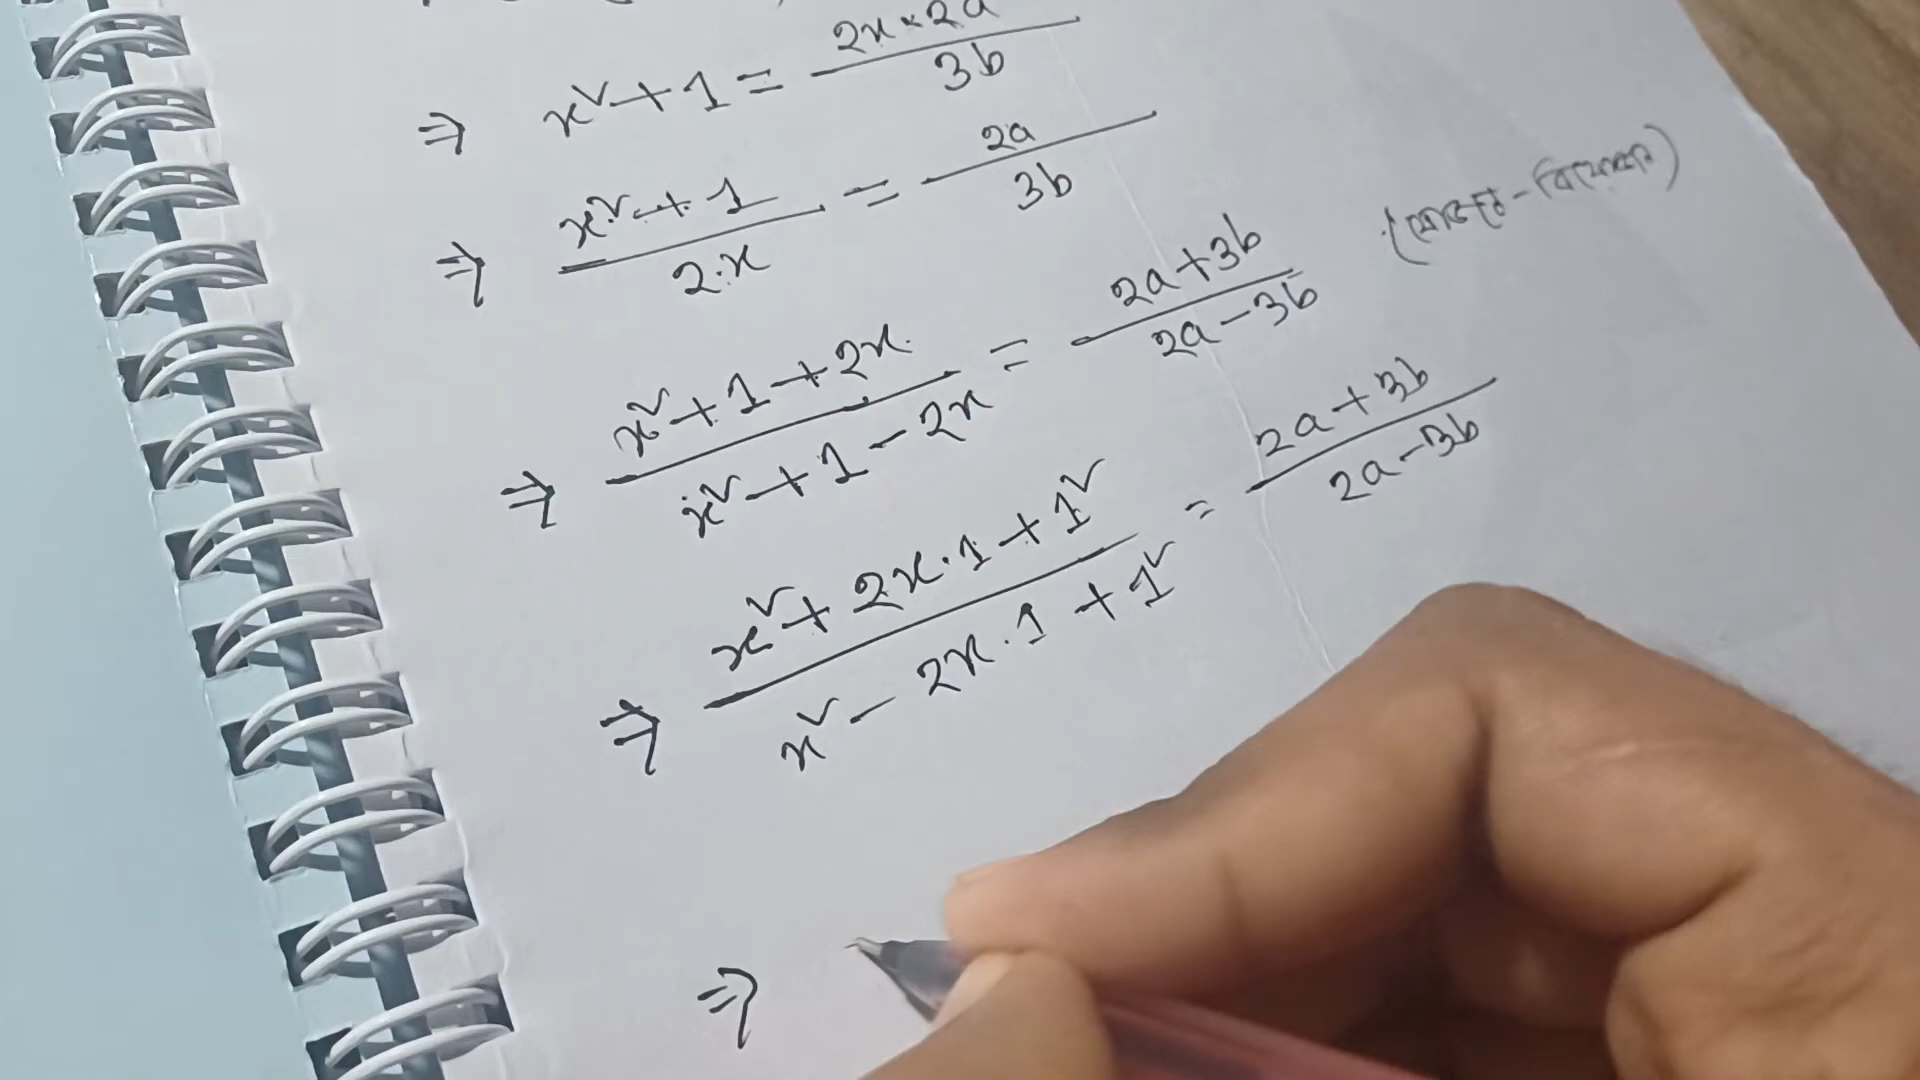 ⇒ x² + 1 = (2x × 2a)/(3b)
⇒ (x² + 1)/(2·x) = (2a)/(3b)
⇒ (x² + 1 + 2x)/(x² + 1 - 2x) = (2a + 3b)/(2a - 3b) (যোজন - বিয়োজন)
⇒ (x² + 2x·1 + 1²)/(x² - 2x·1 + 1²) = (2a + 3b)/(2a - 3b)
⇒